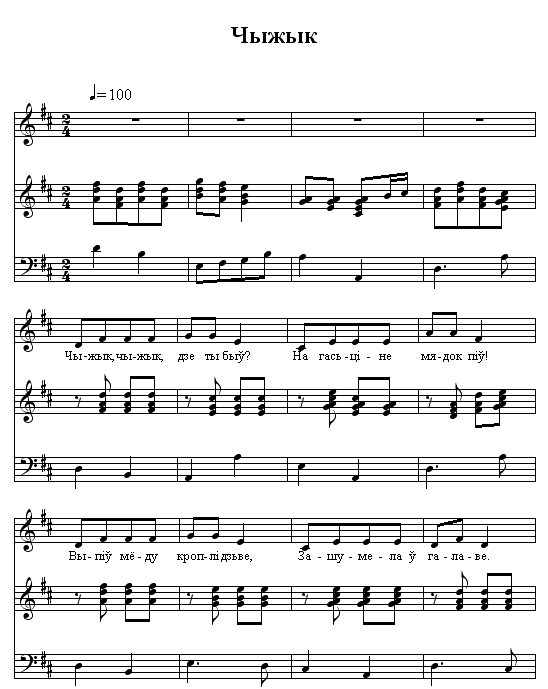 Чыжык
♩=100
Чы-жык, чы-жык, дзе ты быў? На гась-ці-не мя-док піў!
Вы-піў мё-ду кроп-лі дзьве, За-шу-ме-ла ў га-ла-ве.